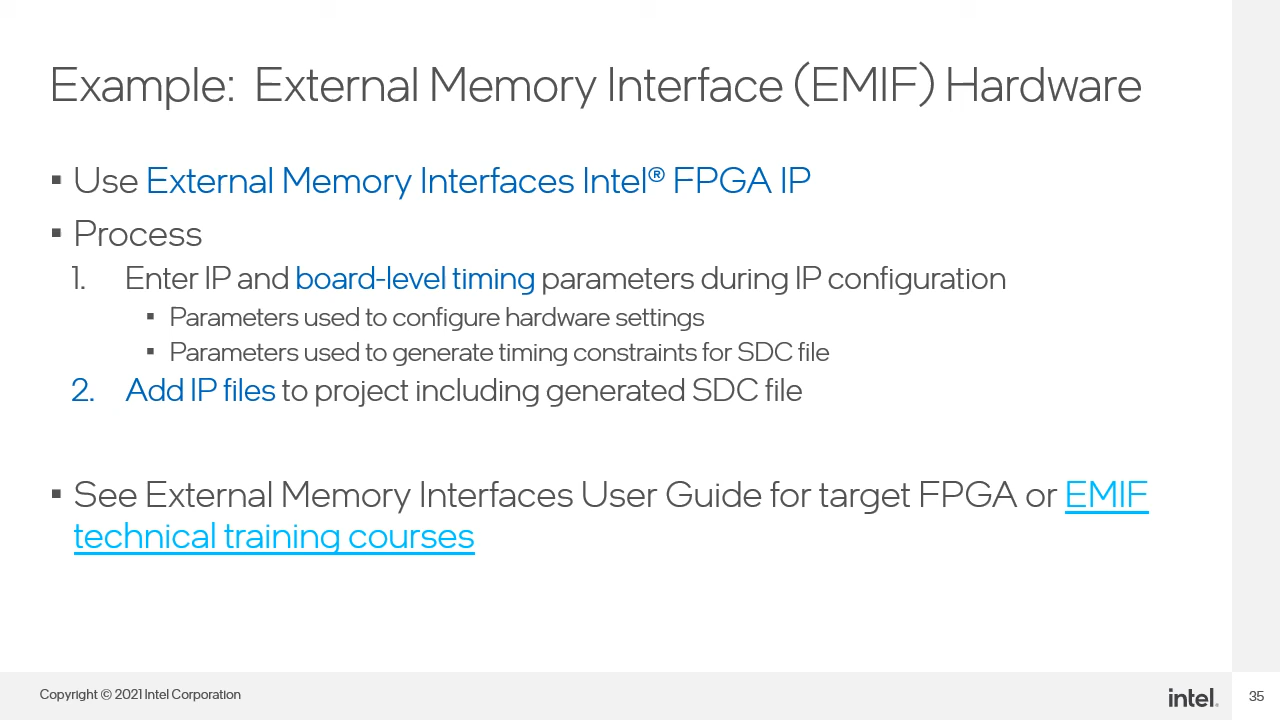 Example: External Memory Interface (EMIF) Hardware
▪ Use External Memory Interfaces Intel® FPGA IP
▪ Process
1. Enter IP and board-level timing parameters during IP configuration
▪ Parameters used to configure hardware settings
▪ Parameters used to generate timing constraints for SDC file
2. Add IP files to project including generated SDC file
▪ See External Memory Interfaces User Guide for target FPGA or EMIF
technical training courses
Copyright © 2021 Intel Corporation
intel.
35